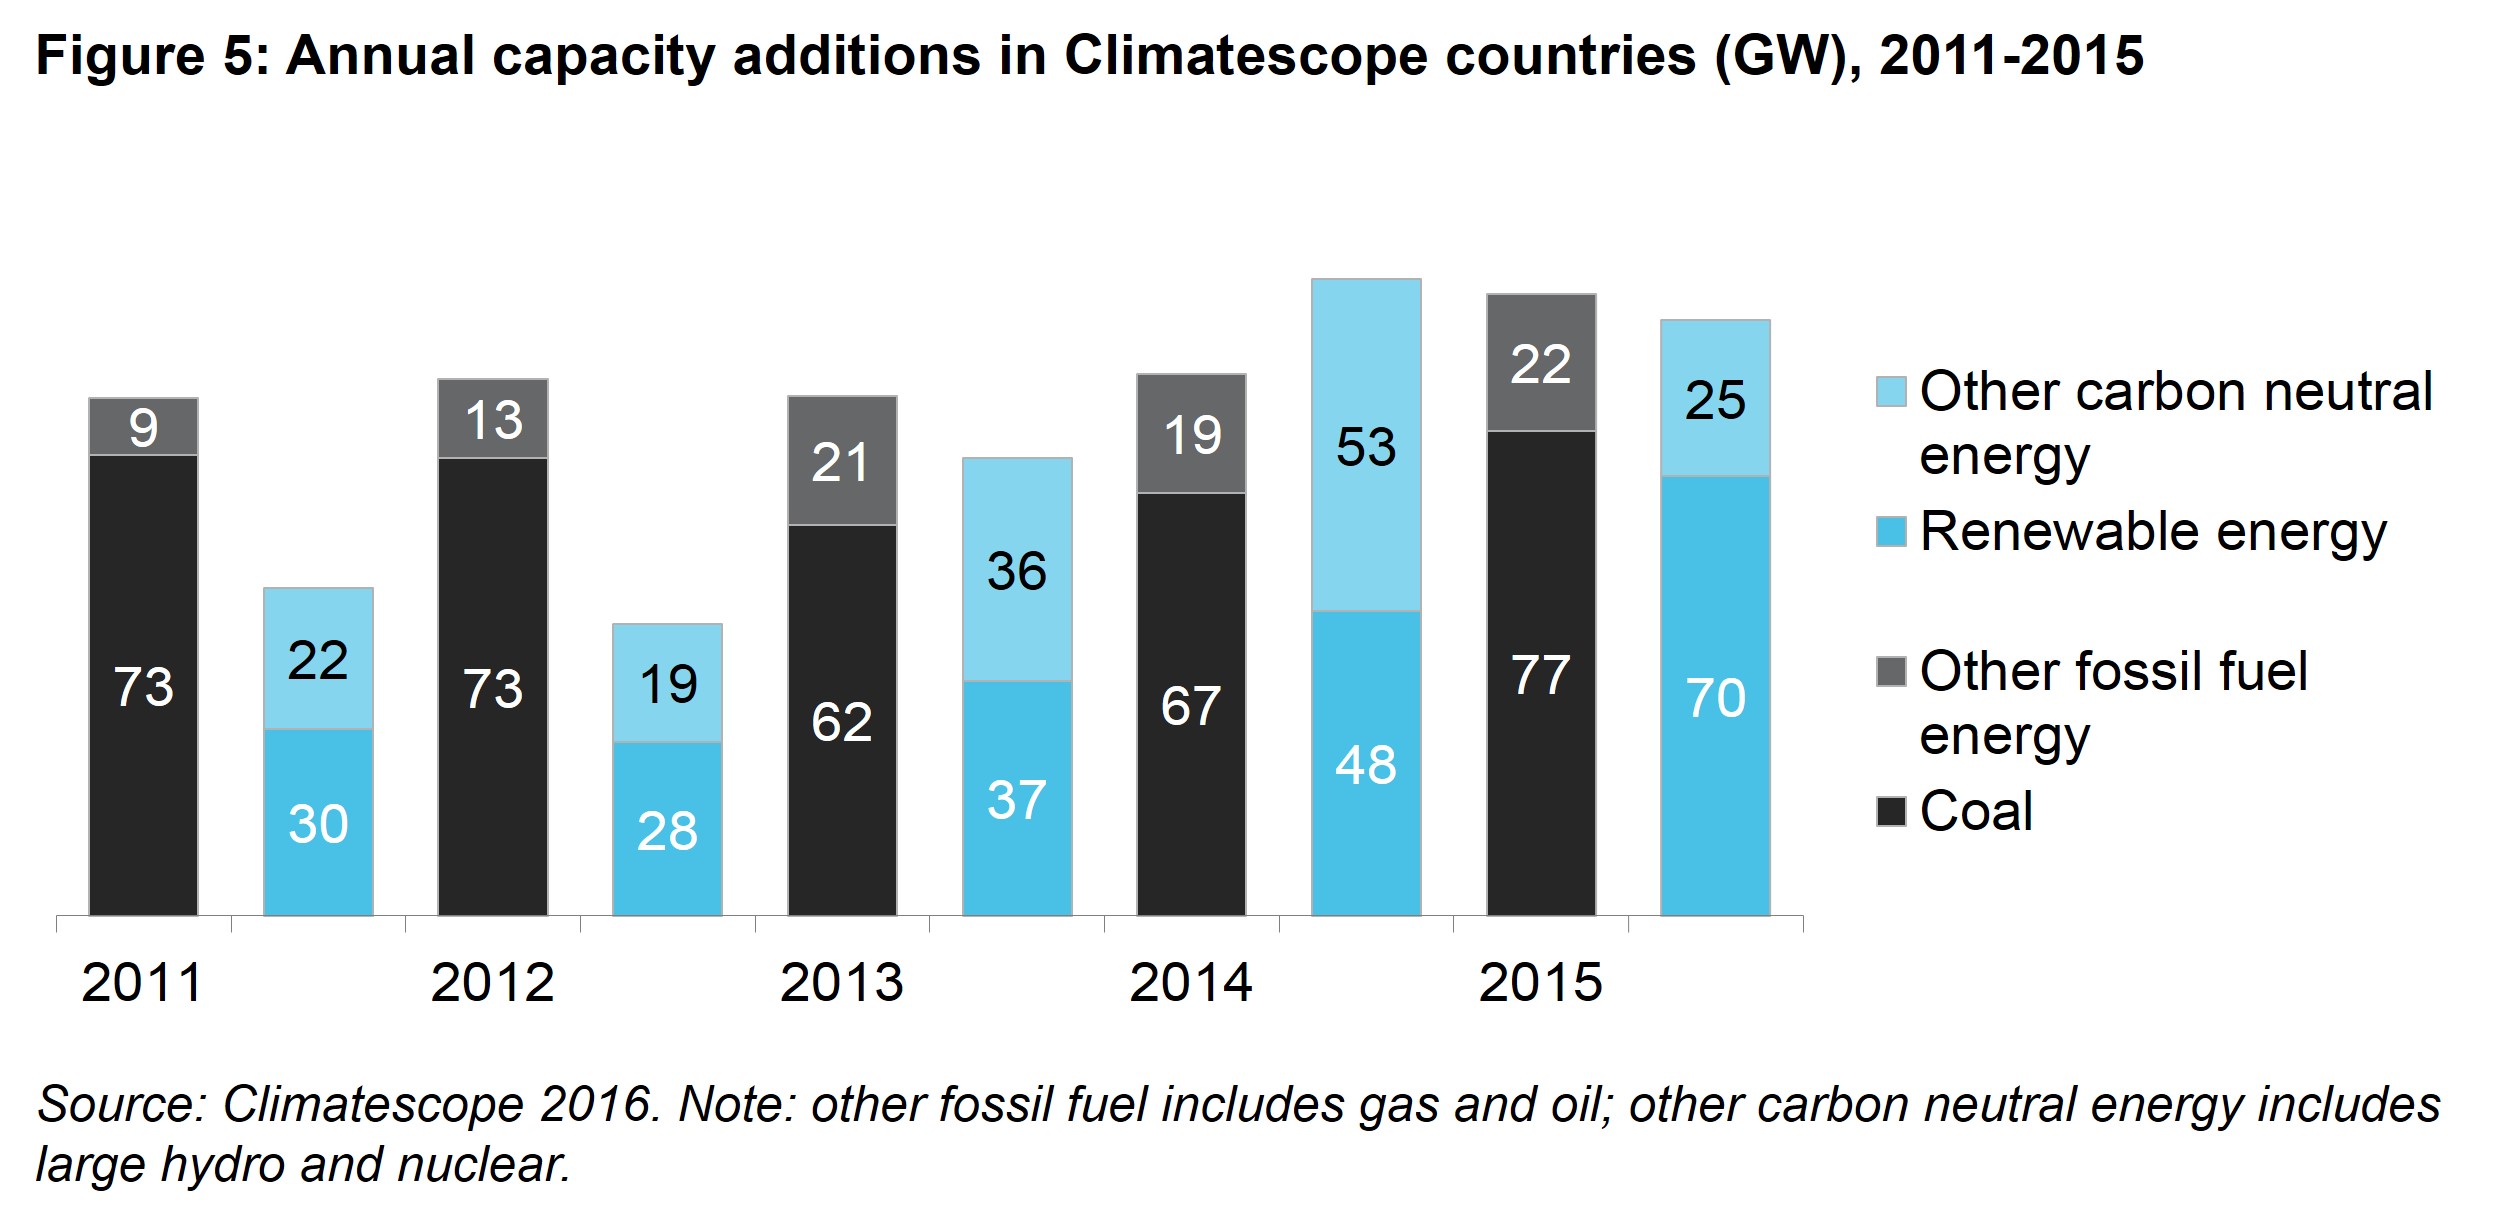 Figure 5: Annual capacity additions in Climatescope countries (GW), 2011-2015
9
73
22
30
13
73
19
28
21
62
36
37
19
67
53
48
22
77
25
70
2011
2012
2013
2014
2015
Other carbon neutral
energy
Renewable energy
Other fossil fuel
energy
Coal
Source: Climatescope 2016. Note: other fossil fuel includes gas and oil; other carbon neutral energy includes
large hydro and nuclear.